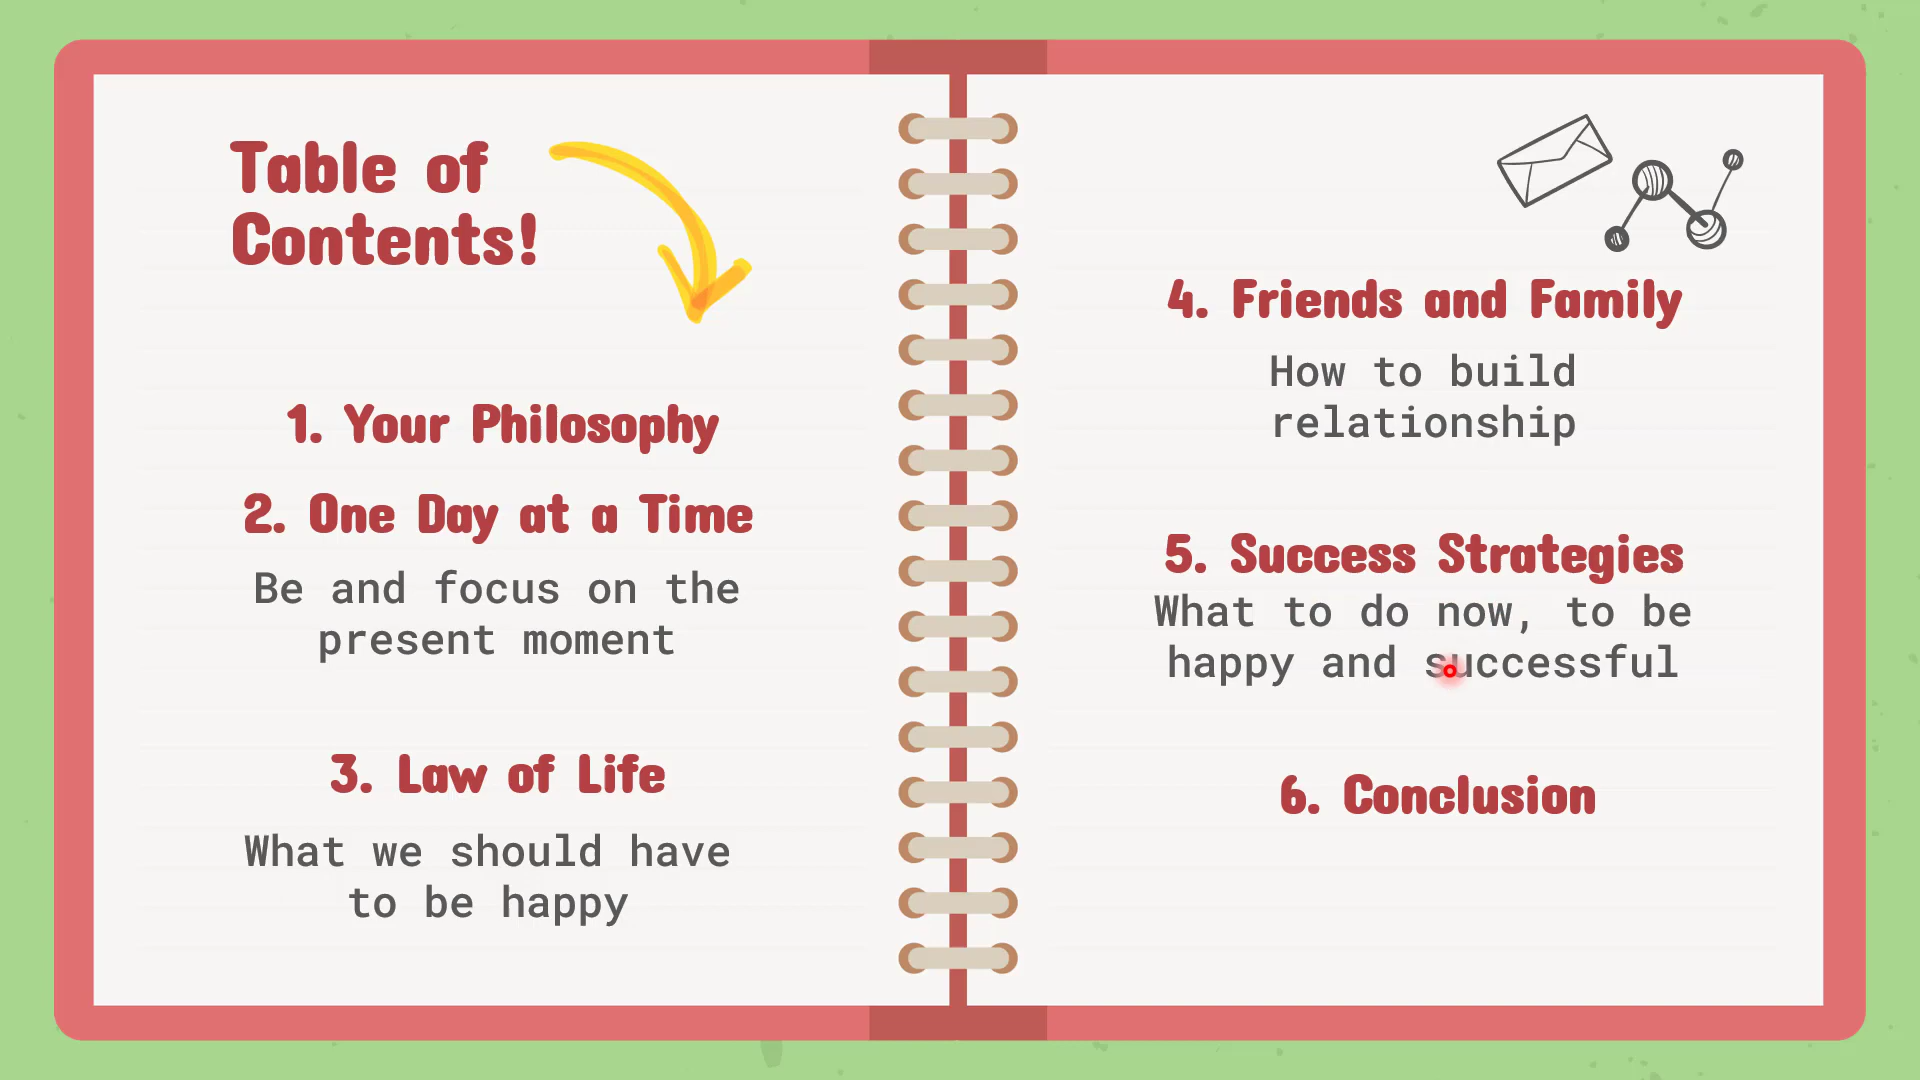 Table of
Contents!
1. Your Philosophy
2. One Day at a Time
Be and focus on the
present moment
3. Law of Life
What we should have
to be happy
4. Friends and Family
How to build
relationship
5. Success Strategies
What to do now, to be
happy and successful
6. Conclusion